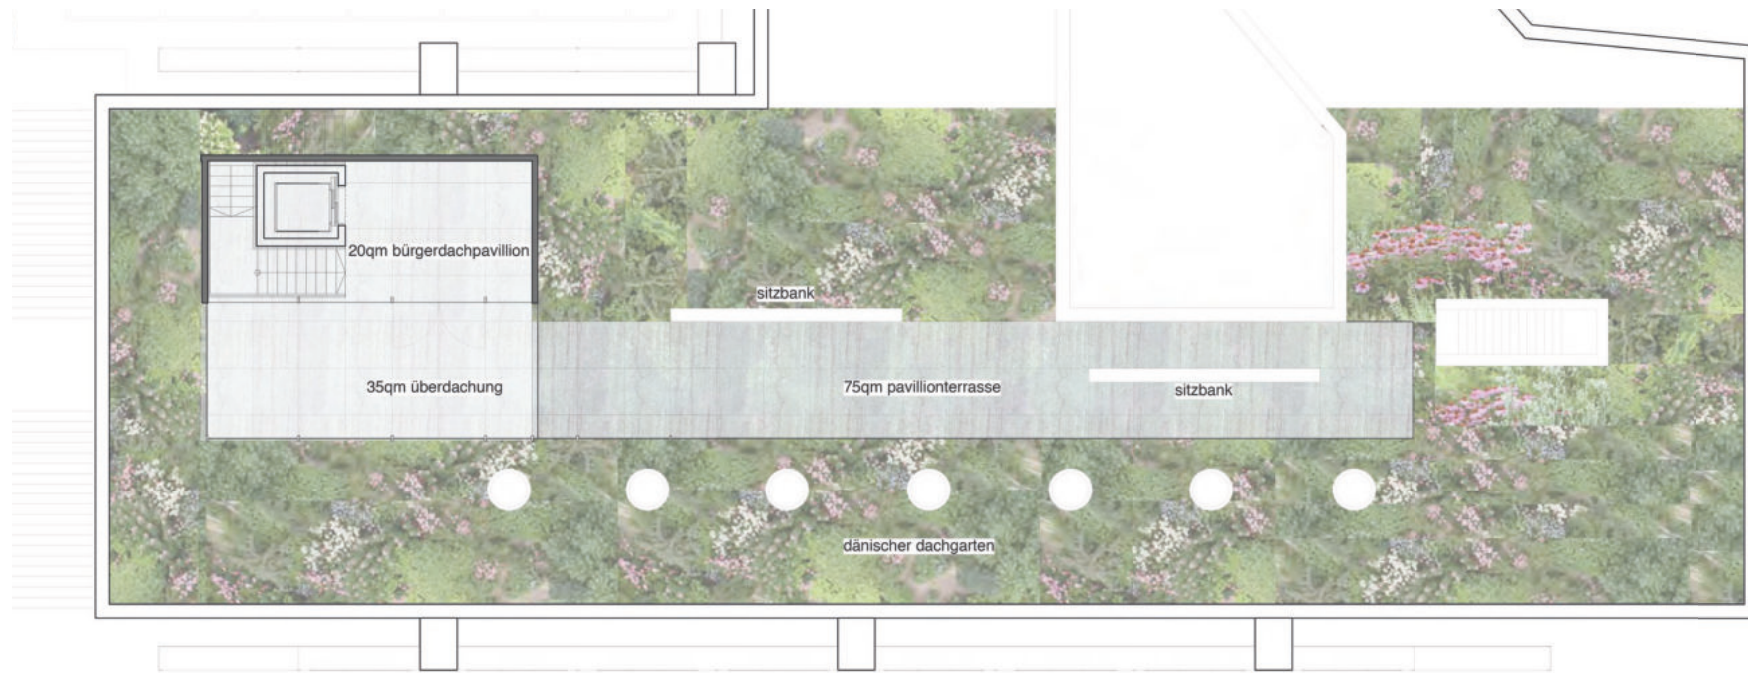 20qm bürgerdachpavillion
sitzbank
35qm überdachung
75qm pavillionterrasse
sitzbank
dänischer dachgarten